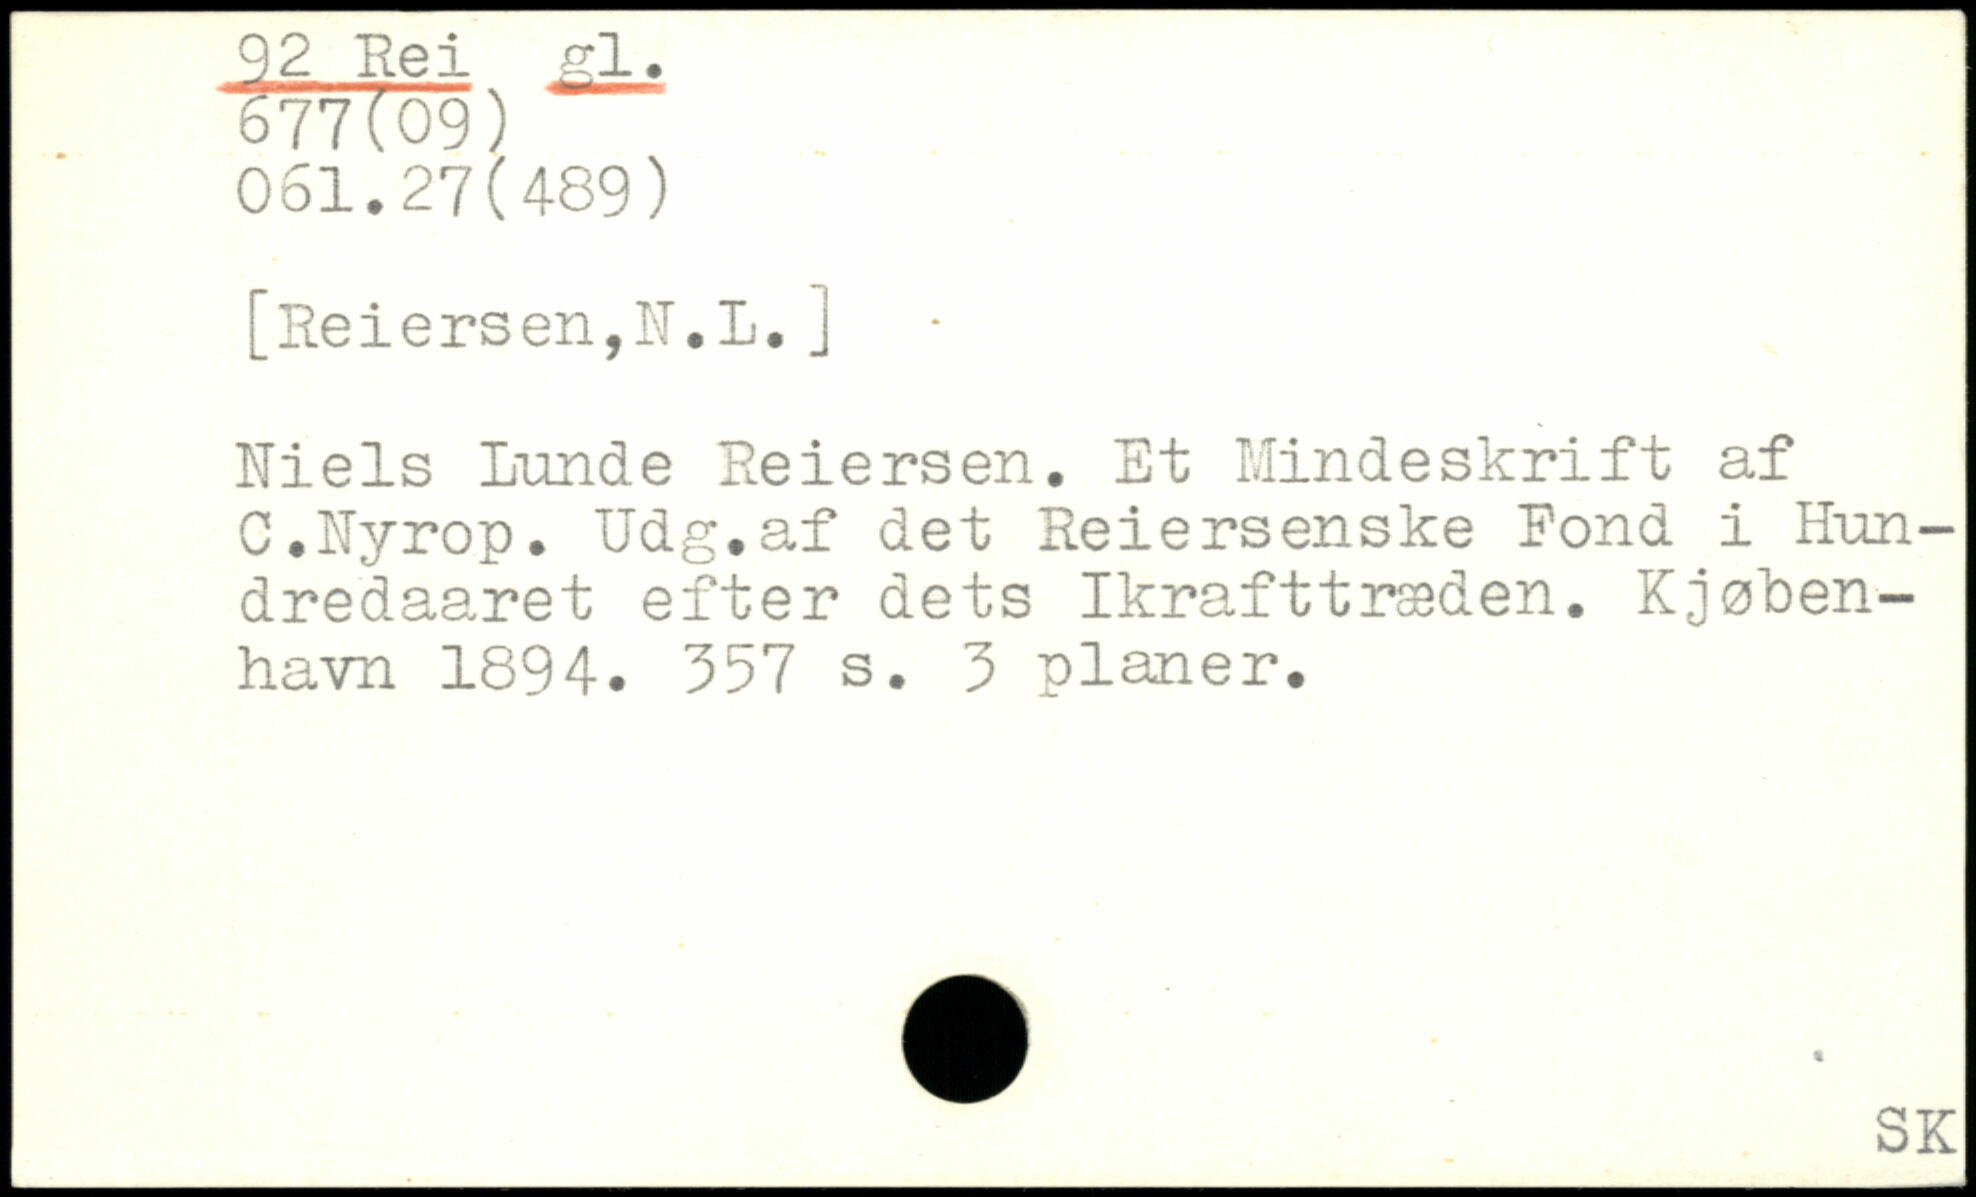 92 Rei gl.
677(09)
061.27(489)
[Reiersen,N.L.]
Niels Lunde Reiersen. Et Mindeskrift af
C.Nyrop. Udg.af det Reiersenske Fond i Hun-
dredaaret efter dets Ikrafttræden. Kjøben-
havn 1894. 357 s. 3 planer.
SK